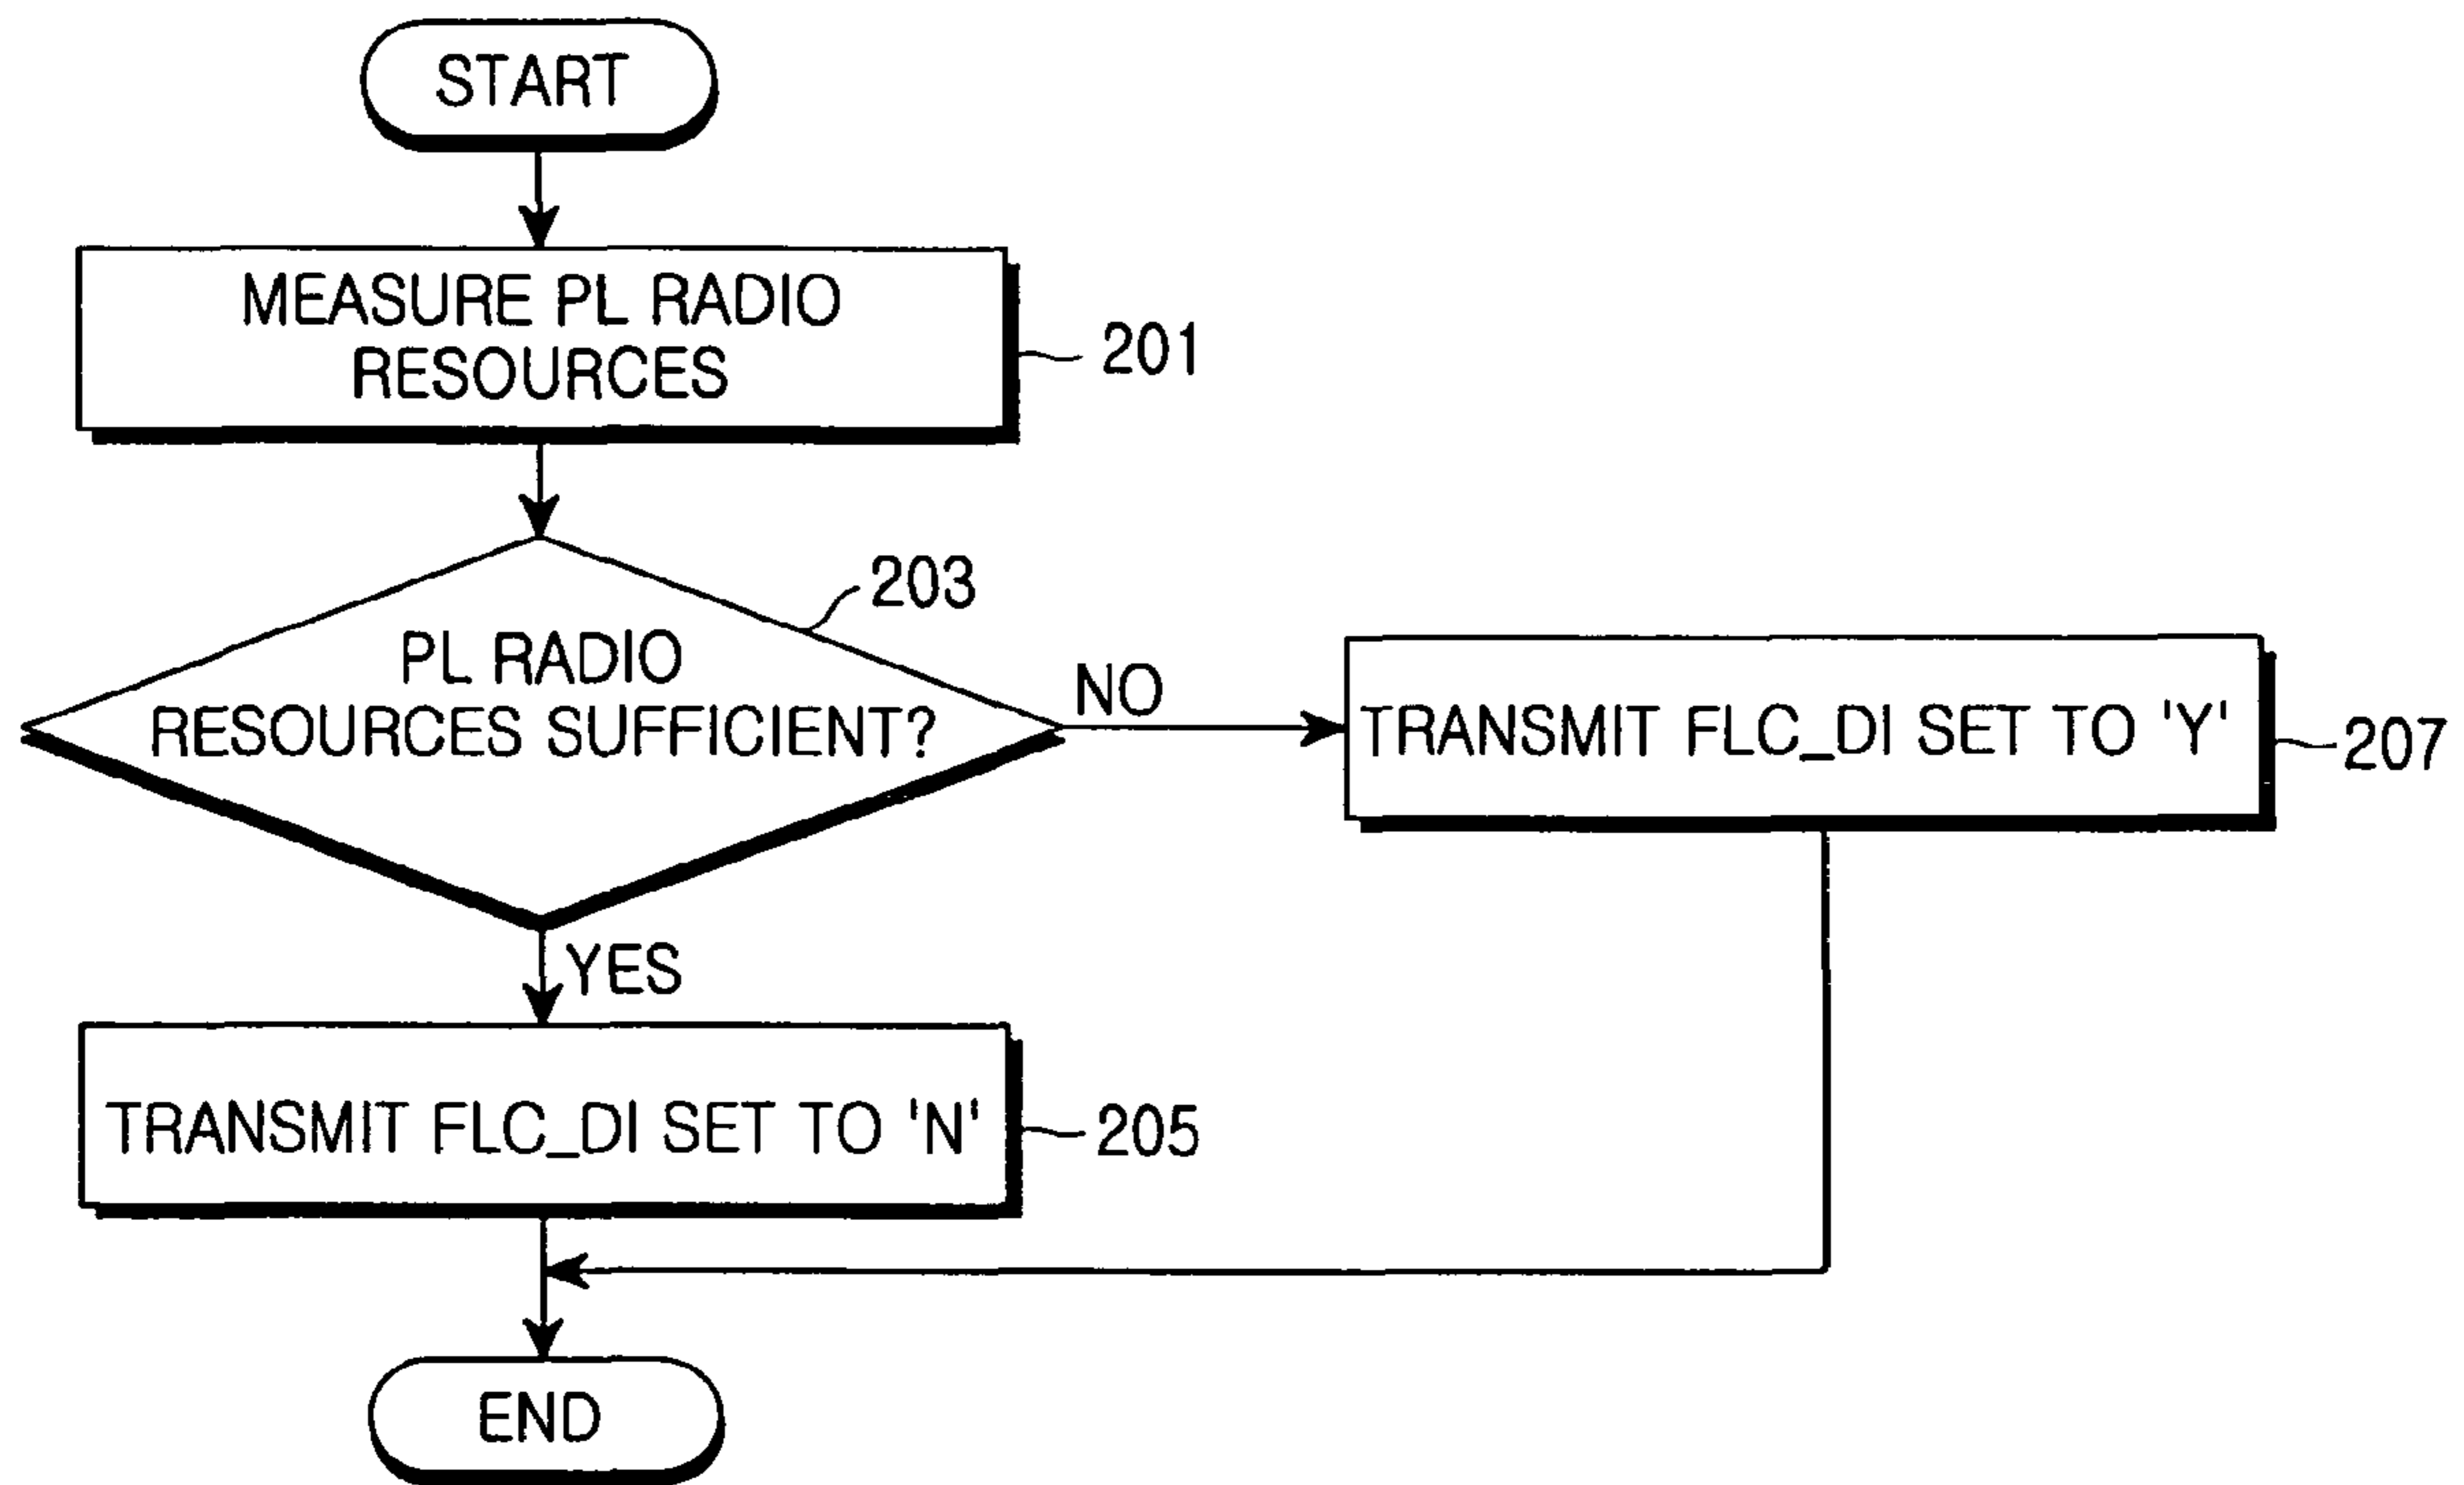 START
MEASURE PL RADIO
RESOURCES
201
203
PL RADIO
RESOURCES SUFFICIENT?
NO
TRANSMIT FLC_DI SET TO 'Y'
207
YES
TRANSMIT FLC_DI SET TO 'N'
205
END